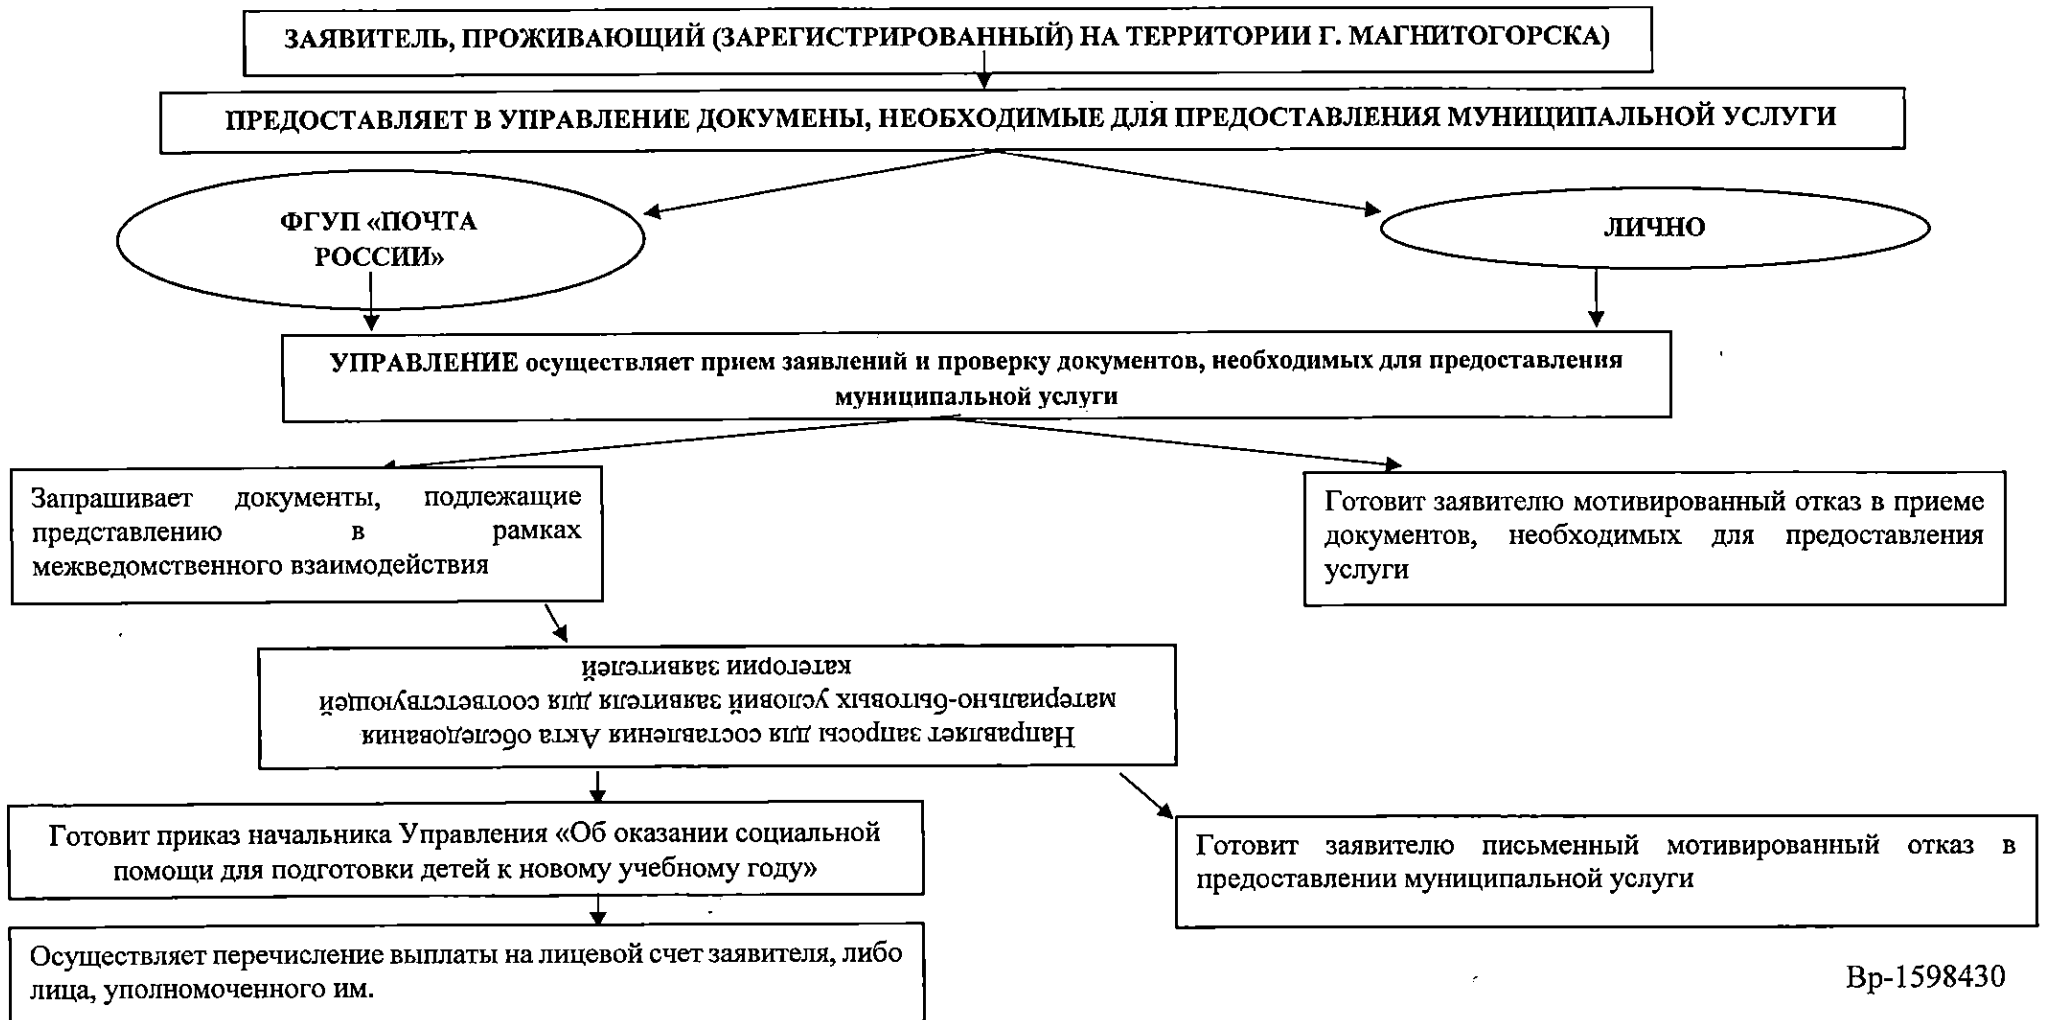 ЗАЯВИТЕЛЬ, ПРОЖИВАЮЩИЙ (ЗАРЕГИСТРИРОВАННЫЙ) НА ТЕРРИТОРИИ Г. МАГНИТОГОРСКА)
ПРЕДОСТАВЛЯЕТ В УПРАВЛЕНИЕ ДОКУМЕНЫ, НЕОБХОДИМЫЕ ДЛЯ ПРЕДОСТАВЛЕНИЯ МУНИЦИПАЛЬНОЙ УСЛУГИ
ФГУП «ПОЧТА
РОССИИ»
ЛИЧНО
УПРАВЛЕНИЕ осуществляет прием заявлений и проверку документов, необходимых для предоставления
муниципальной услуги
Запрашивает документы, подлежащие
представлению в рамках
межведомственного взаимодействия
Готовит заявителю мотивированный отказ в приеме
документов, необходимых для предоставления
услуги
Направляет запросы для составления Акта обследования
материально-бытовых условий заявителя для соответствующей
категории заявителей
Готовит приказ начальника Управления «Об оказании социальной
помощи для подготовки детей к новому учебному году»
Готовит заявителю письменный мотивированный отказ в
предоставлении муниципальной услуги
Осуществляет перечисление выплаты на лицевой счет заявителя, либо
лица, уполномоченного им.
Вр-1598430